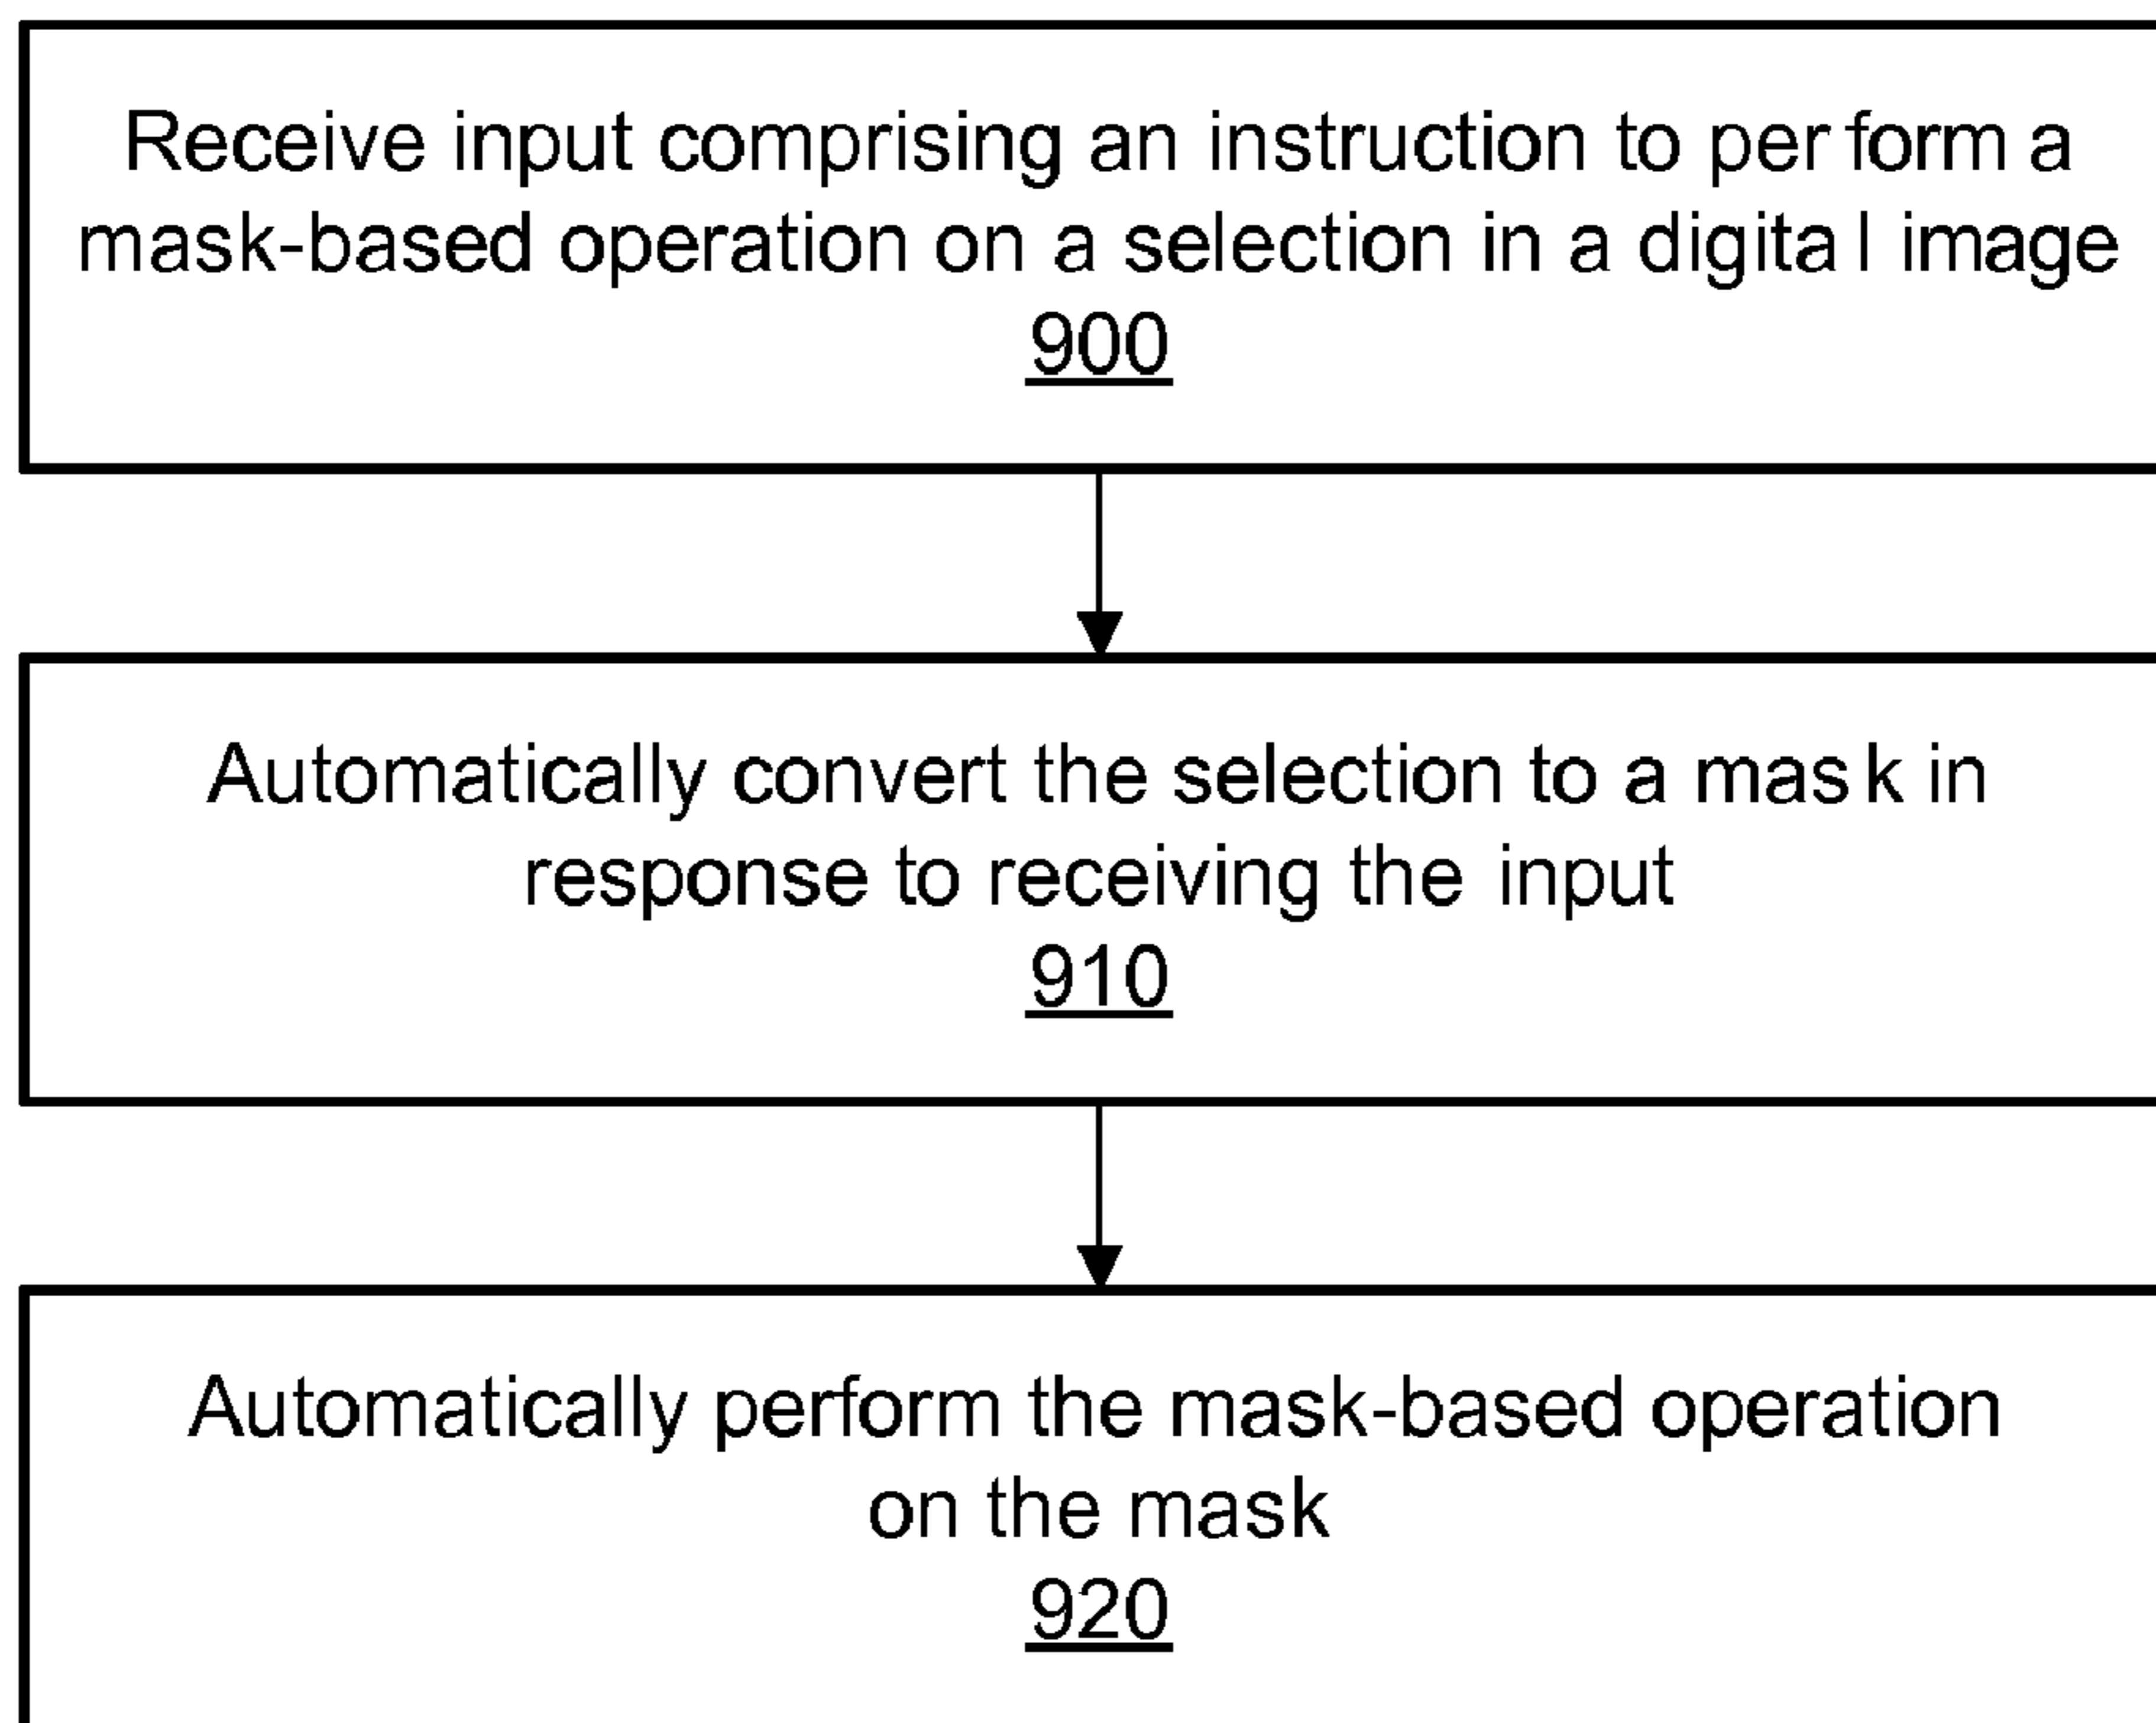 Receive input comprising an instruction to perform a
mask-based operation on a selection in a digital image
900
Automatically convert the selection to a mask in
response to receiving the input
910
Automatically perform the mask-based operation
on the mask
920